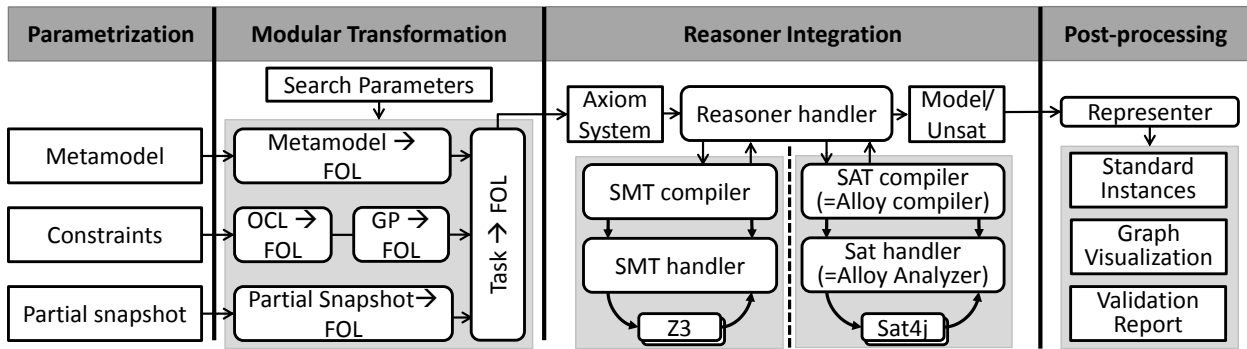 Parametrization
Modular Transformation
Reasoner Integration
Post-processing
Search Parameters
Metamodel
Constraints
Partial snapshot
Metamodel →
FOL
OCL →
FOL
GP →
FOL
Partial Snapshot→
FOL
Task → FOL
Axiom
System
Reasoner handler
Model/
Unsat
SMT compiler
SMT handler
Z3
SAT compiler
(=Alloy compiler)
Sat handler
(=Alloy Analyzer)
Sat4j
Representer
Standard
Instances
Graph
Visualization
Validation
Report